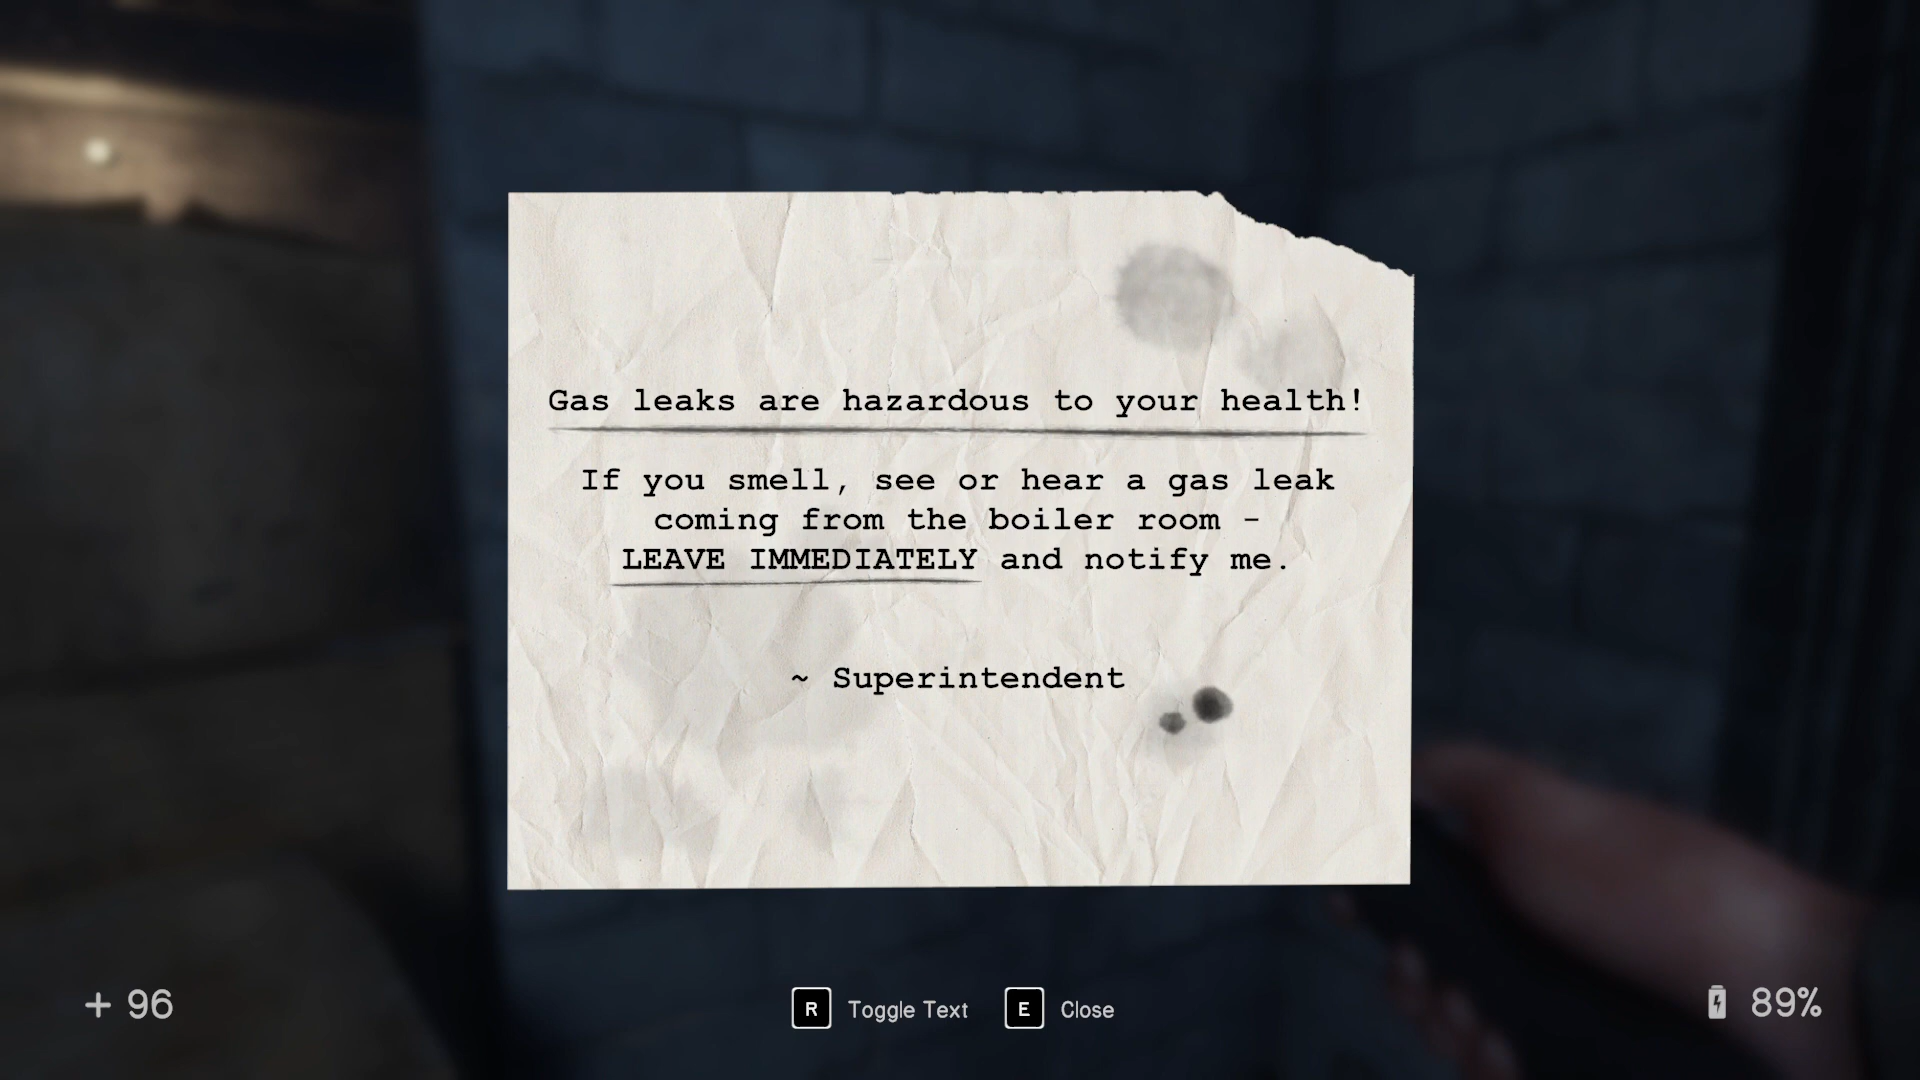 Gas leaks are hazardous to your health!
If you smell, see or hear a gas leak
coming from the boiler room -
LEAVE IMMEDIATELY and notify me.
~ Superintendent
+ 96
R Toggle Text E Close
89%